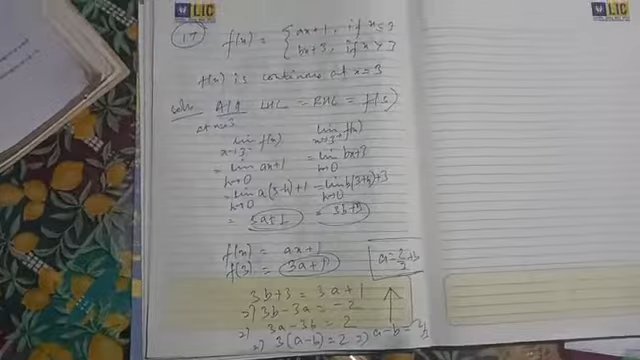 LIC
LIC
(17) f(x) = { ax+1, if x ≤ 3
bx+3, if x > 3
f(x) is continous at x=3
soln A/Q LHL = RHL = f(3)
at x=3
lim f(x) lim f(x)
x→3⁻ x→3⁺
= lim ax+1 = lim bx+3
h→0 h→0
= lim a(3-h)+1 = lim b(3+h)+3
h→0 h→0
= 3a+1 = 3b+3
f(x) = ax+1
f(3) = 3a+1
a = 2/3 + b
3b+3 = 3a+1
=) 3b-3a = -2
=) 3a-3b = 2
=) 3(a-b) = 2 =) a-b = 2/3